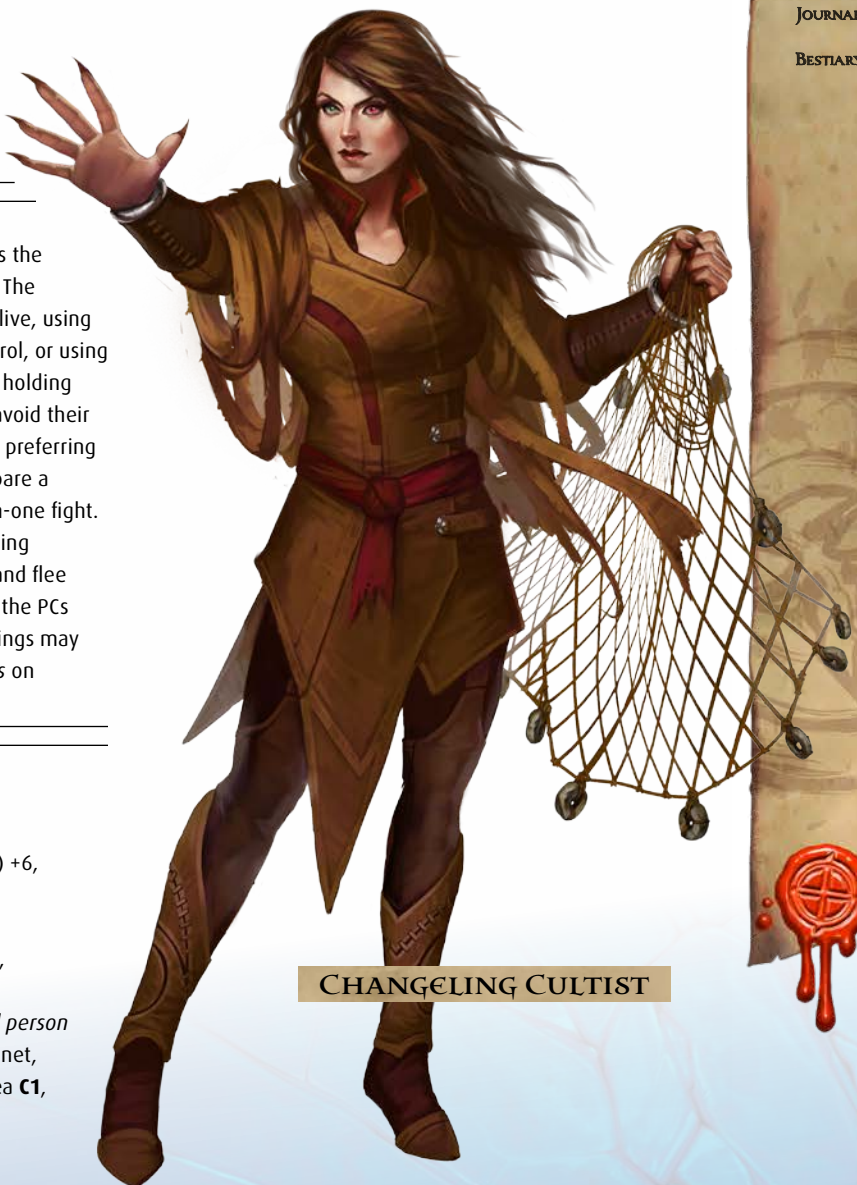 JOURNAL
BESTIARY
s the
The
live, using
rol, or using
holding
void their
preferring
pare a
-one fight.
ing
and flee
the PCs
ings may
s on
) +6,
,
person
net,
ea C1,
CHANGELING CULTIST